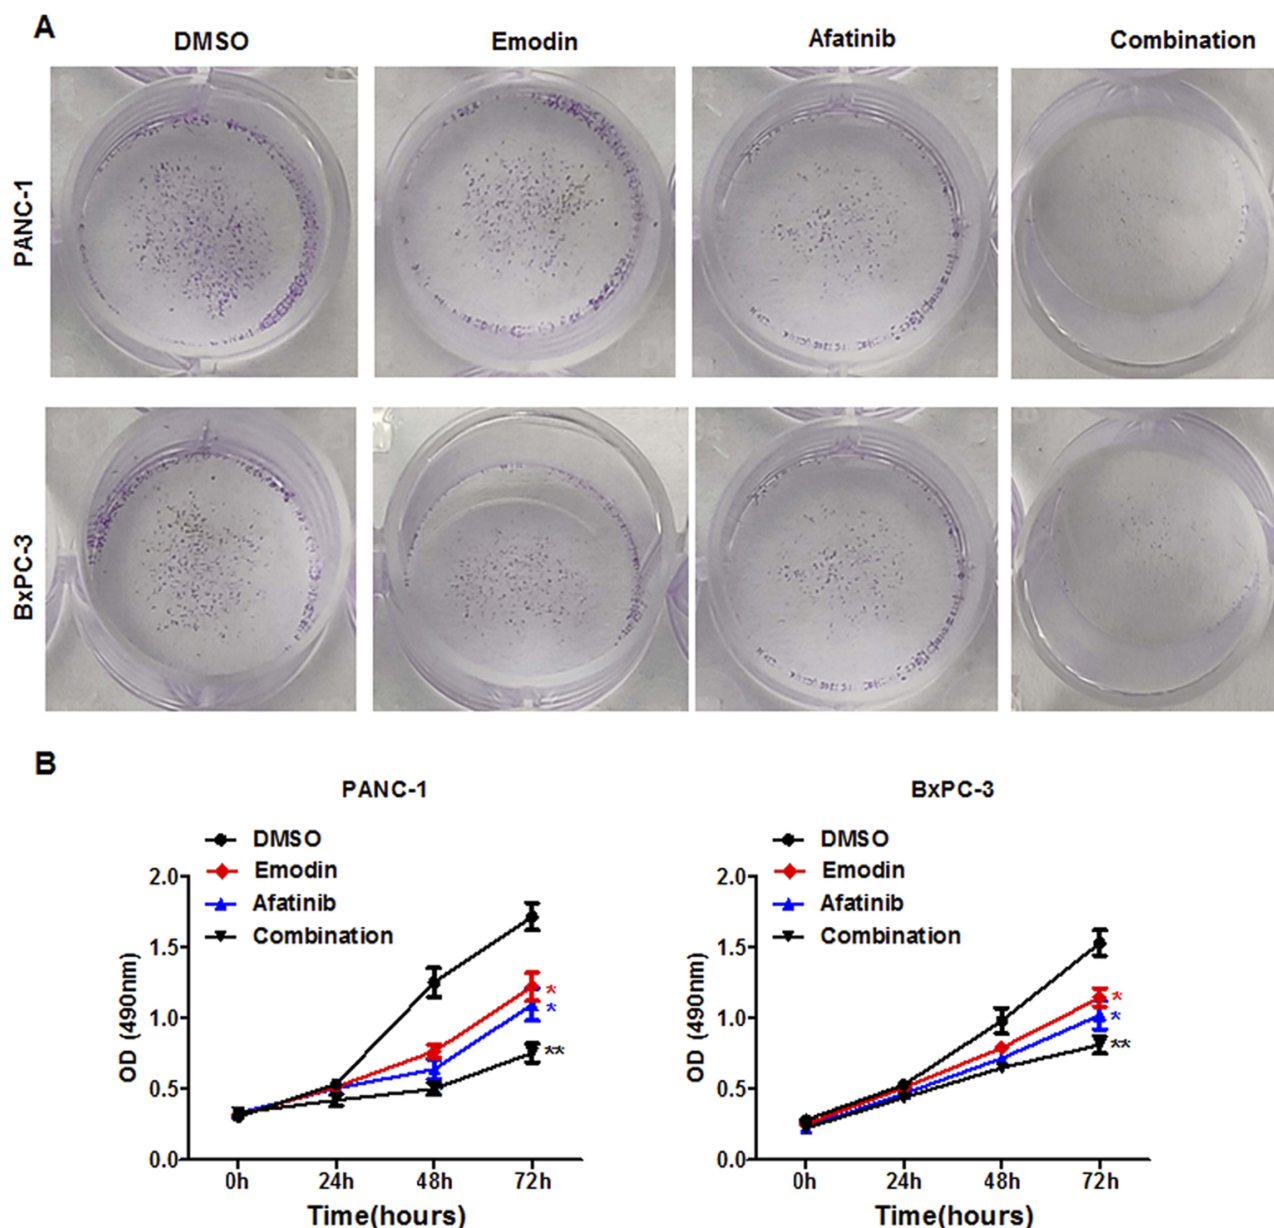 A
DMSO Emodin Afatinib Combination
PANC-1
BxPC-3
B
PANC-1
DMSO
Emodin
Afatinib
Combination
2.0
1.5
1.0
0.5
0.0
OD (490nm)
* 
*
**
0h 24h 48h 72h
Time(hours)
BxPC-3
DMSO
Emodin
Afatinib
Combination
2.0
1.5
1.0
0.5
0.0
OD (490nm)
*
*
**
0h 24h 48h 72h
Time(hours)